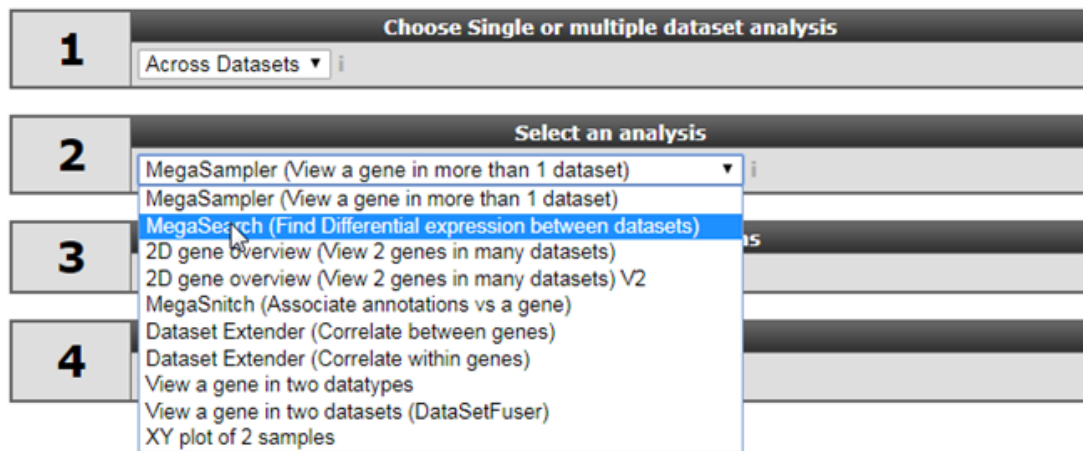 1
Choose Single or multiple dataset analysis
Across Datasets ▼ i
2
Select an analysis
MegaSampler (View a gene in more than 1 dataset) ▼ i
MegaSampler (View a gene in more than 1 dataset)
MegaSearch (Find Differential expression between datasets)
2D gene overview (View 2 genes in many datasets)
2D gene overview (View 2 genes in many datasets) V2
MegaSnitch (Associate annotations vs a gene)
Dataset Extender (Correlate between genes)
Dataset Extender (Correlate within genes)
View a gene in two datatypes
View a gene in two datasets (DataSetFuser)
XY plot of 2 samples
3
4